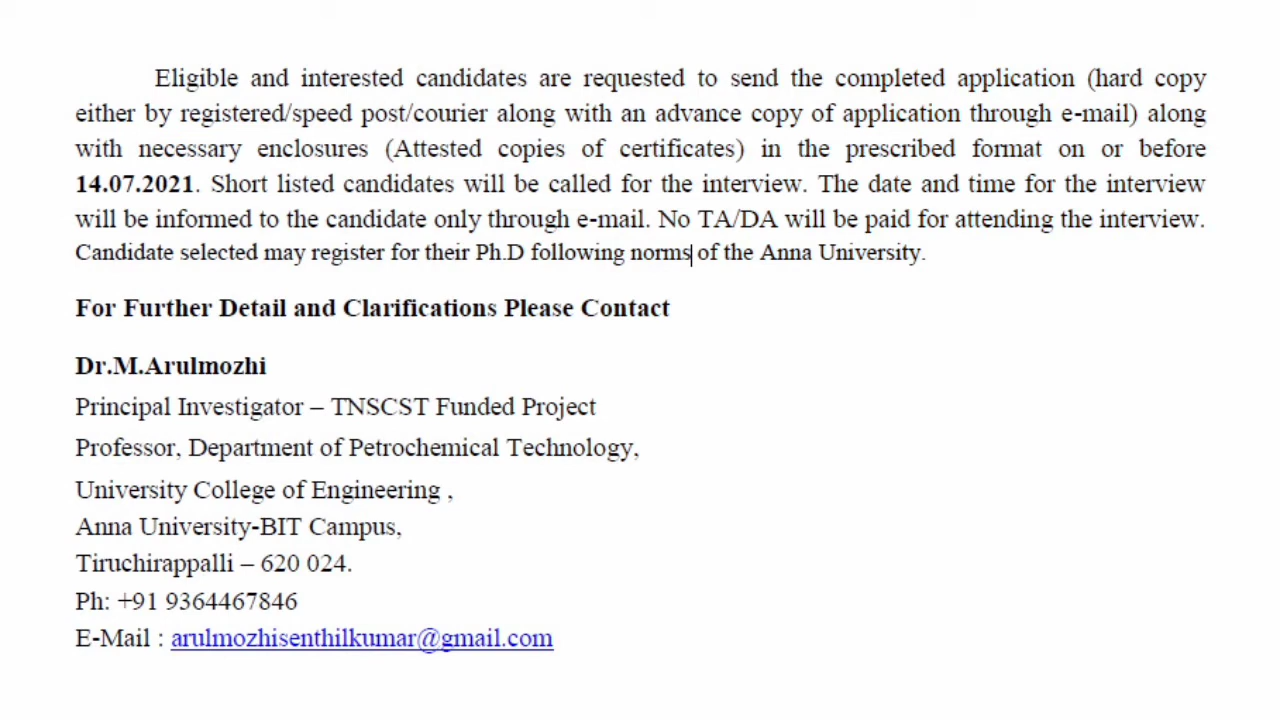 Eligible and interested candidates are requested to send the completed application (hard copy
either by registered/speed post/courier along with an advance copy of application through e-mail) along
with necessary enclosures (Attested copies of certificates) in the prescribed format on or before
14.07.2021. Short listed candidates will be called for the interview. The date and time for the interview
will be informed to the candidate only through e-mail. No TA/DA will be paid for attending the interview.
Candidate selected may register for their Ph.D following norms of the Anna University.
For Further Detail and Clarifications Please Contact
Dr.M.Arulmozhi
Principal Investigator – TNSCST Funded Project
Professor, Department of Petrochemical Technology,
University College of Engineering ,
Anna University-BIT Campus,
Tiruchirappalli – 620 024.
Ph: +91 9364467846
E-Mail : arulmozhisenthilkumar@gmail.com